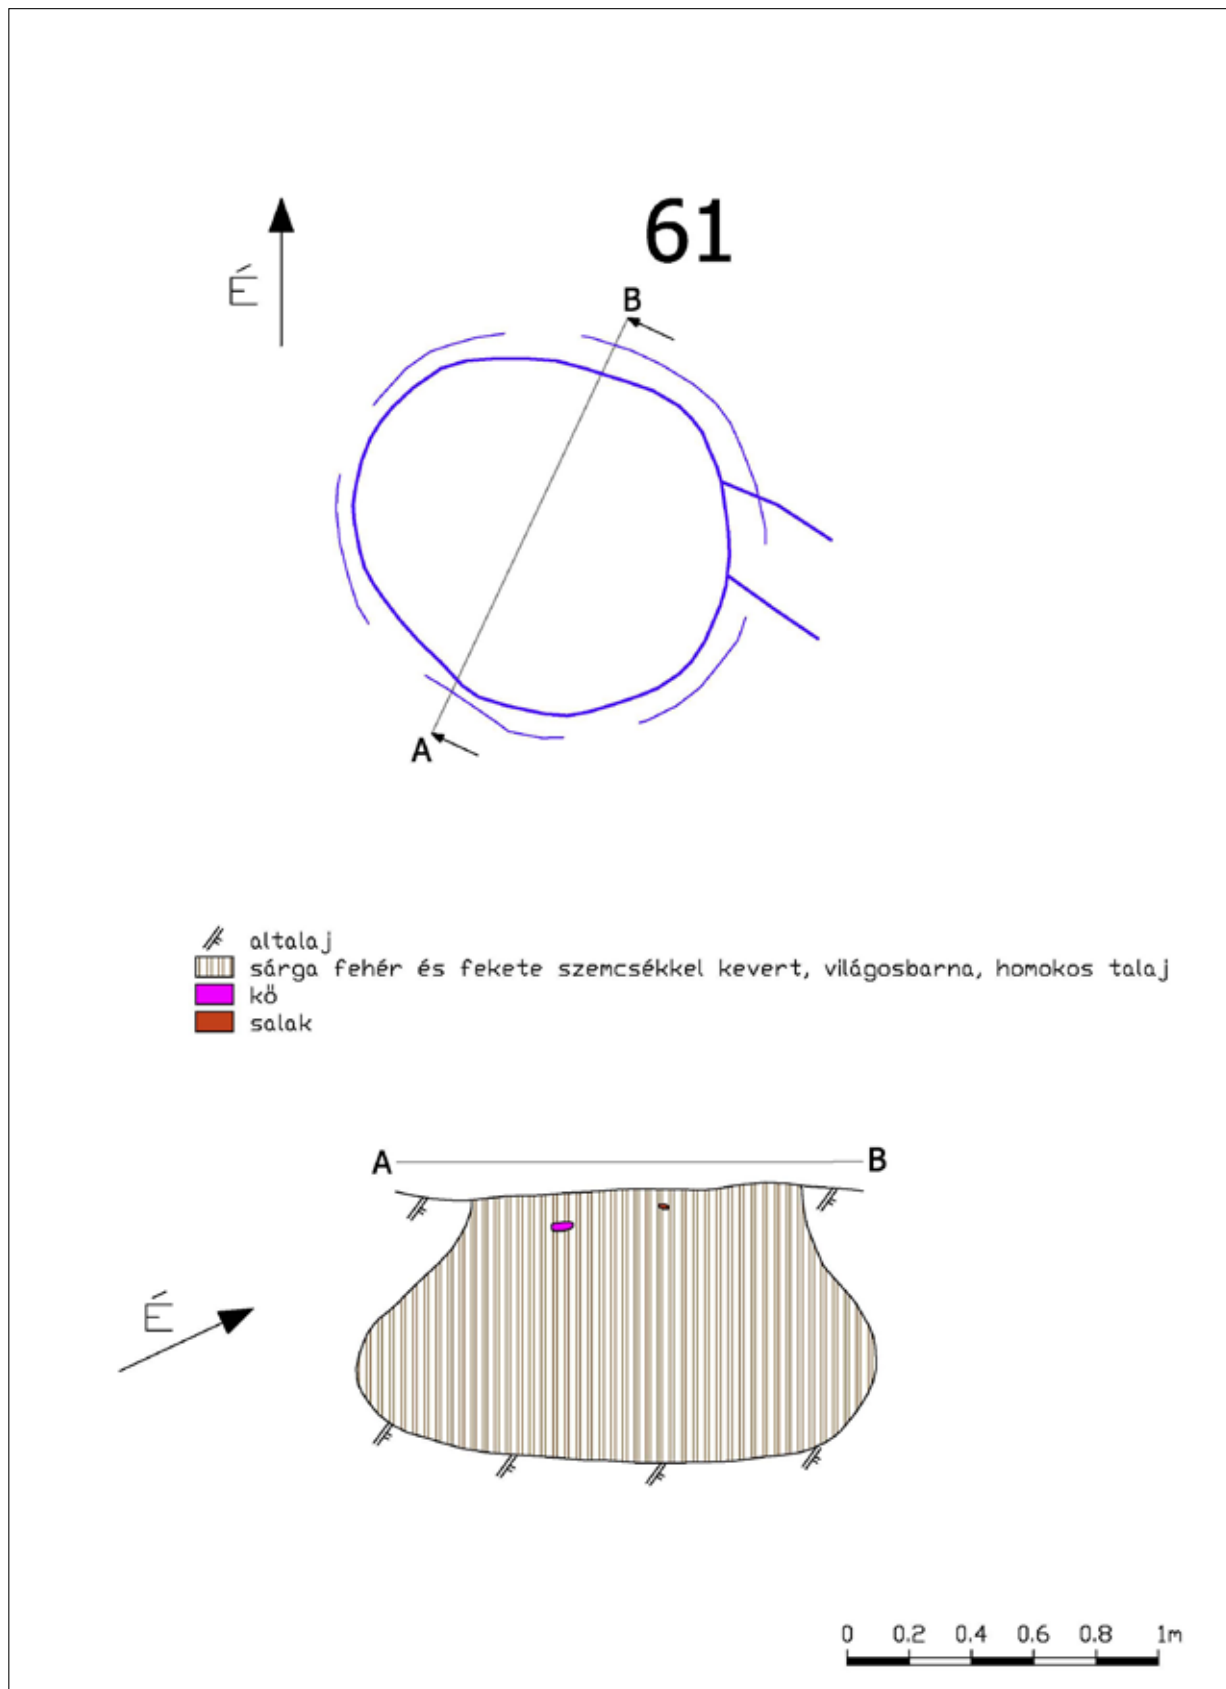 61
É
B
A
altalaj
sárga fehér és fekete szemcsékkel kevert, világosbarna, homokos talaj
kő
salak
A B
É
0 0.2 0.4 0.6 0.8 1m